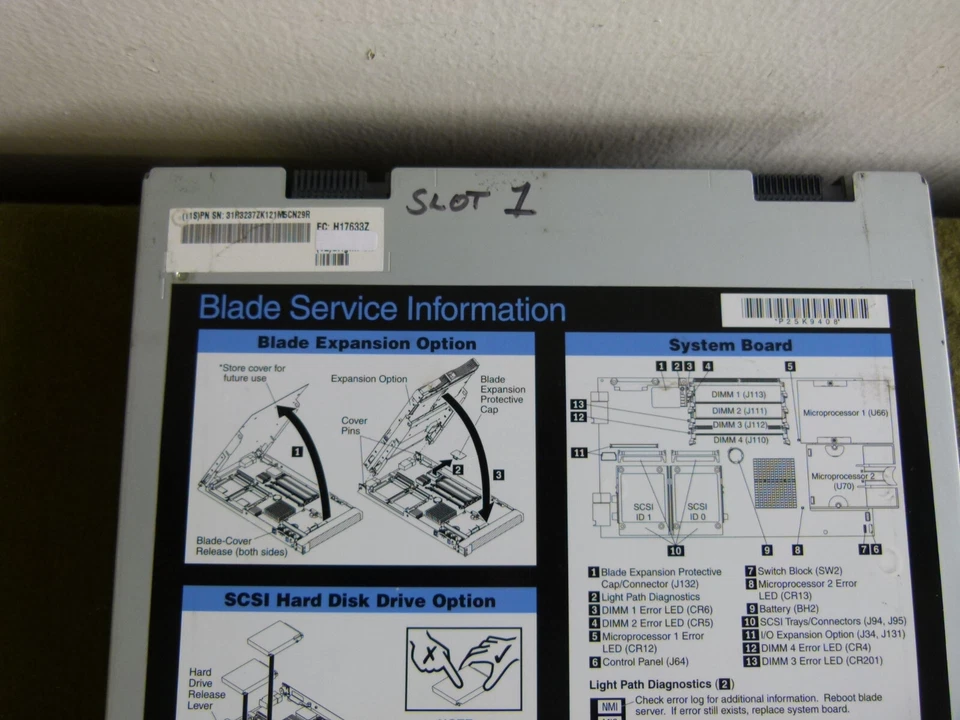 SLOT 1
(11S)PN SN: 31R3237ZK121M5CN29R
EC: H17633Z
Blade Service Information
*P25K9408*
Blade Expansion Option
*Store cover for
future use
Expansion Option
Blade
Expansion
Protective
Cap
Cover
Pins
1
2
3
Blade-Cover
Release (both sides)
System Board
1 2 3 4 5
DIMM 1 (J113)
DIMM 2 (J111)
DIMM 3 (J112)
DIMM 4 (J110)
Microprocessor 1 (U66)
Microprocessor 2
(U70)
13
12
11
SCSI
ID 1
SCSI
ID 0
10 9 8 7 6
1 Blade Expansion Protective
Cap/Connector (J132)
2 Light Path Diagnostics
3 DIMM 1 Error LED (CR6)
4 DIMM 2 Error LED (CR5)
5 Microprocessor 1 Error
LED (CR12)
6 Control Panel (J64)
7 Switch Block (SW2)
8 Microprocessor 2 Error
LED (CR13)
9 Battery (BH2)
10 SCSI Trays/Connectors (J94, J95)
11 I/O Expansion Option (J34, J131)
12 DIMM 4 Error LED (CR4)
13 DIMM 3 Error LED (CR201)
Light Path Diagnostics (2)
NMI Check error log for additional information. Reboot blade
server. If error still exists, replace system board.
SCSI Hard Disk Drive Option
Hard
Drive
Release
Lever
X